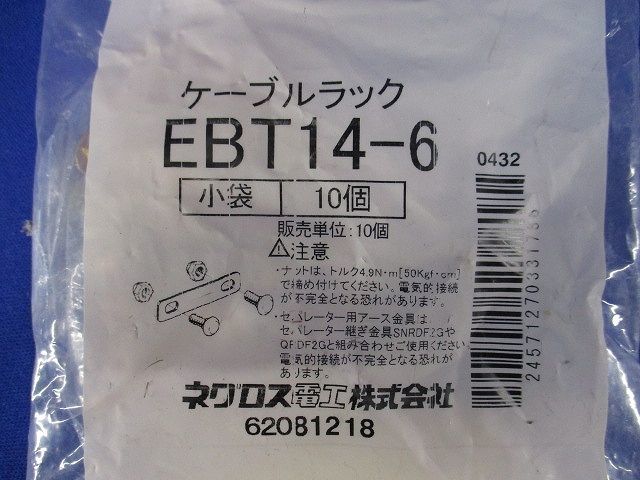 ケーブルラック
EBT14-6
0432
小袋 10個
販売単位:10個
注意
・ナットは、トルク4.9N・m[50Kgf・cm]
で締め付けてください。電気的接続
が不完全となる恐れがあります。
・セパレーター用アース金具は
セパレーター継ぎ金具SNRDF2Gや
QRDF2Gと組み合わせご使用ください
電気的接続が不完全となる恐れが
あります。
ネグロス電工株式会社
62081218